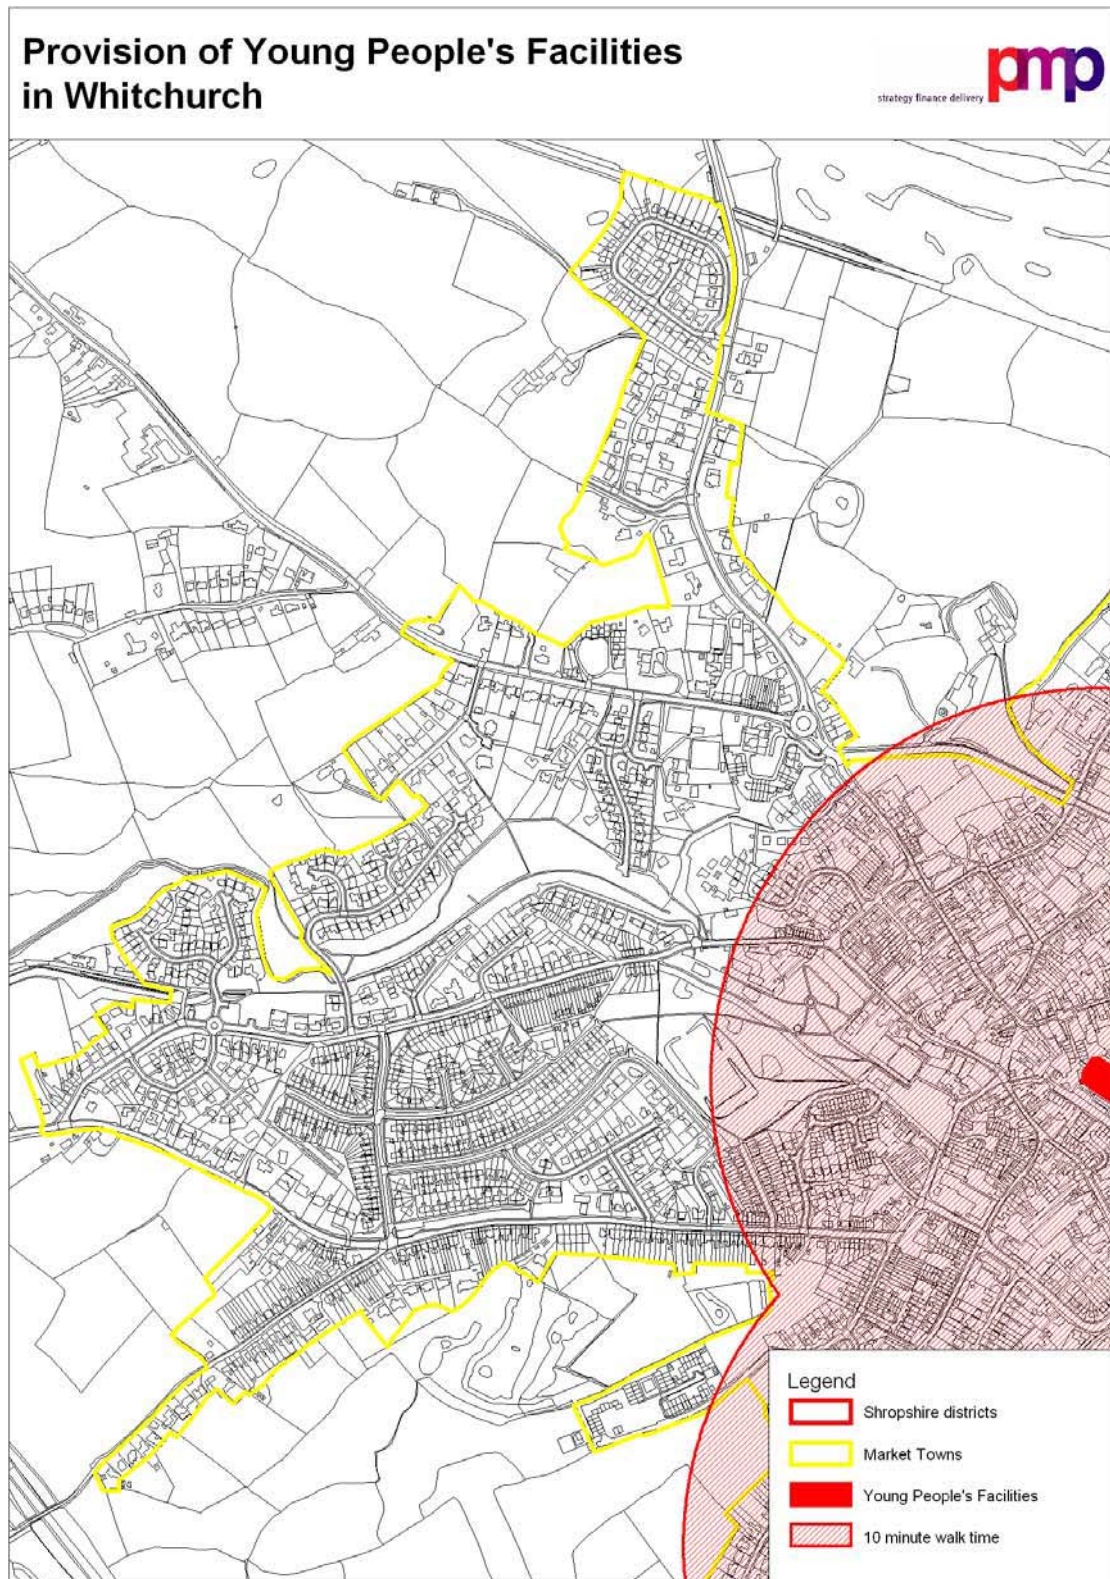 Provision of Young People's Facilities
in Whitchurch
strategy finance delivery
pmp
Legend
Shropshire districts
Market Towns
Young People's Facilities
10 minute walk time